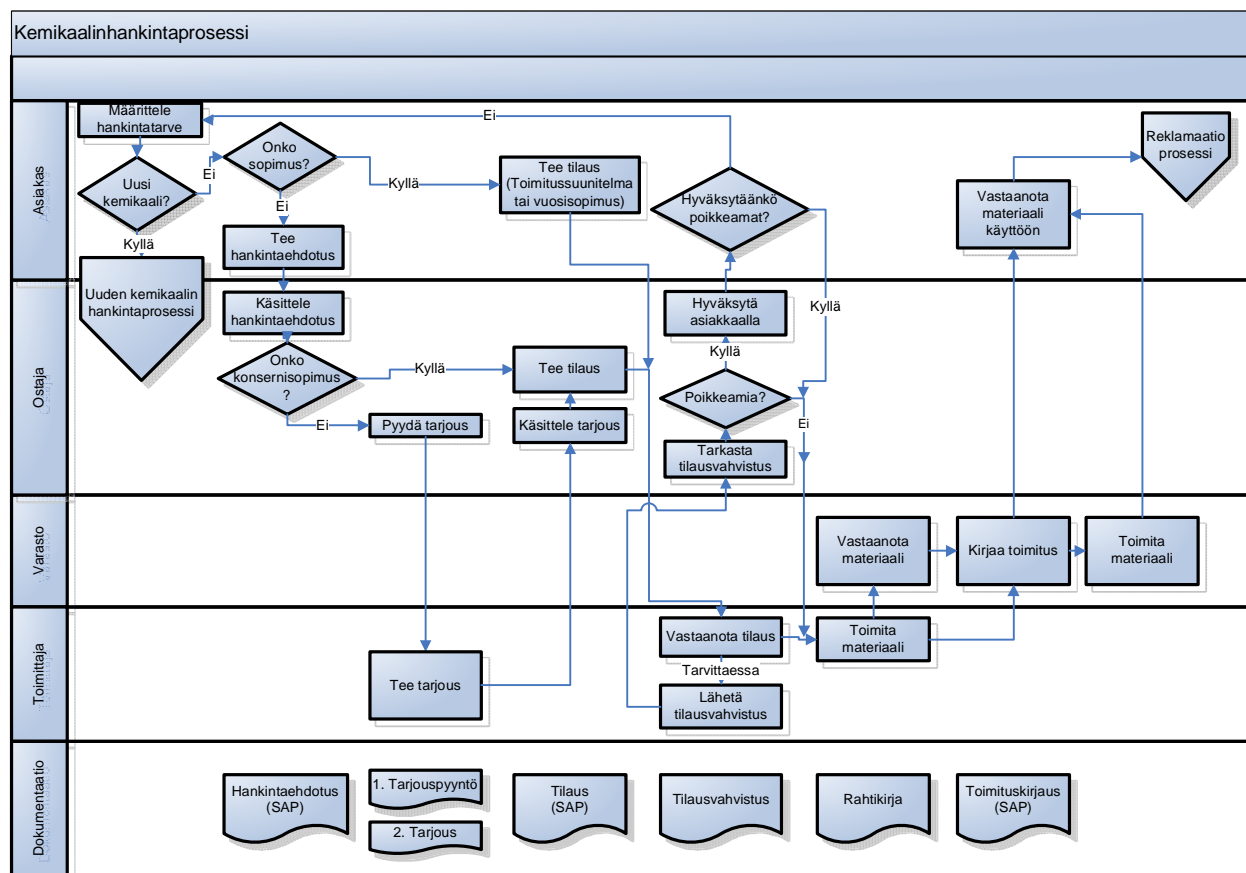 Kemikaalinhankintaprosessi
Asiakas
Määrittele
hankintatarve
Uusi
kemikaali?
Ei
Kyllä
Onko
sopimus?
Kyllä
Ei
Tee
hankintaehdotus
Tee tilaus
(Toimitussuunitelma
tai vuosisopimus)
Ei
Hyväksytäänkö
poikkeamat?
Kyllä
Vastaanota
materiaali
käyttöön
Reklamaatio
prosessi
Ostaja
Uuden kemikaalin
hankintaprosessi
Käsittele
hankintaehdotus
Onko
konsernisopimus
?
Kyllä
Ei
Pyydä tarjous
Tee tilaus
Käsittele tarjous
Hyväksytä
asiakkaalla
Kyllä
Poikkeamia?
Ei
Tarkasta
tilausvahvistus
Varasto
Vastaanota
materiaali
Kirjaa toimitus
Toimita
materiaali
Toimittaja
Tee tarjous
Vastaanota tilaus
Tarvittaessa
Lähetä
tilausvahvistus
Toimita
materiaali
Dokumentaatio
Hankintaehdotus
(SAP)
1. Tarjouspyyntö
2. Tarjous
Tilaus
(SAP)
Tilausvahvistus
Rahtikirja
Toimituskirjaus
(SAP)